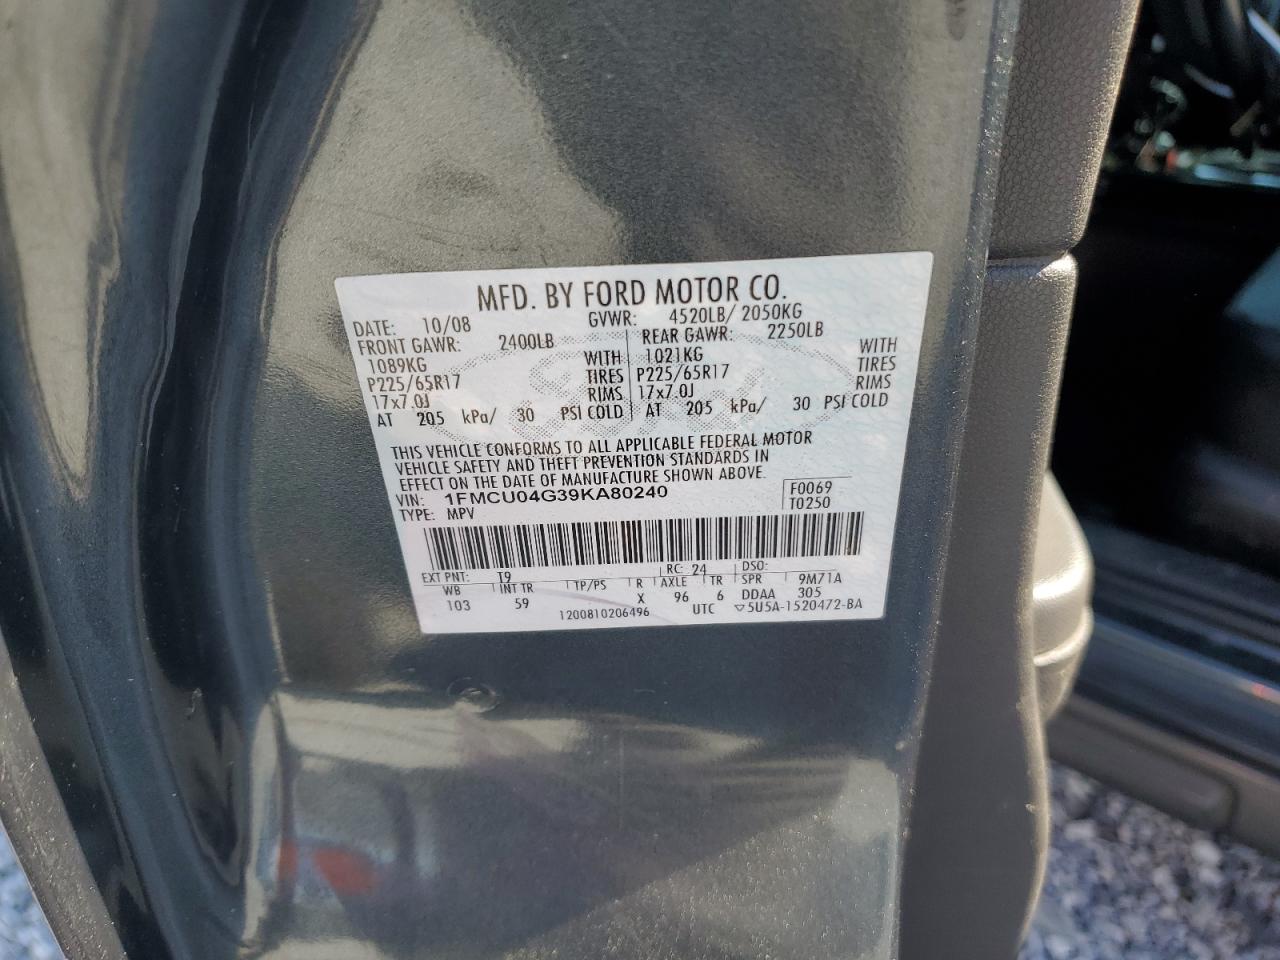 MFD. BY FORD MOTOR CO.
DATE: 10/08 GVWR: 4520LB/ 2050KG
FRONT GAWR: 2400LB REAR GAWR: 2250LB
1089KG WITH 1021KG WITH
P225/65R17 TIRES P225/65R17 TIRES
17x7.0J RIMS 17x7.0J RIMS
AT 205 kPa/ 30 PSI COLD AT 205 kPa/ 30 PSI COLD
THIS VEHICLE CONFORMS TO ALL APPLICABLE FEDERAL MOTOR
VEHICLE SAFETY AND THEFT PREVENTION STANDARDS IN
EFFECT ON THE DATE OF MANUFACTURE SHOWN ABOVE.
VIN: 1FMCU04G39KA80240 F0069
TYPE: MPV T0250
EXT PNT: T9 RC: 24 DSO:
WB INT TR TP/PS R AXLE TR SPR 9M71A
103 59 X 96 6 DDAA 305
1200810206496 UTC ▽5U5A-1520472-BA